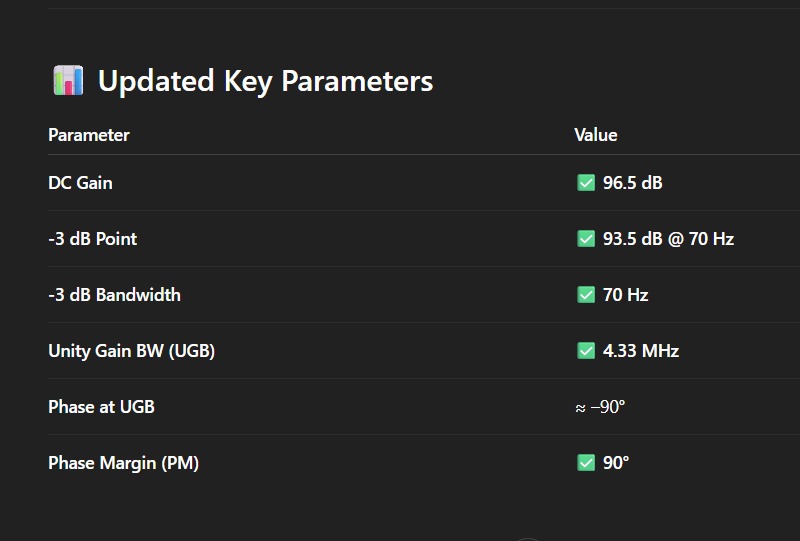 📊 Updated Key Parameters
Parameter Value
DC Gain ✅ 96.5 dB
-3 dB Point ✅ 93.5 dB @ 70 Hz
-3 dB Bandwidth ✅ 70 Hz
Unity Gain BW (UGB) ✅ 4.33 MHz
Phase at UGB ≈ −90°
Phase Margin (PM) ✅ 90°